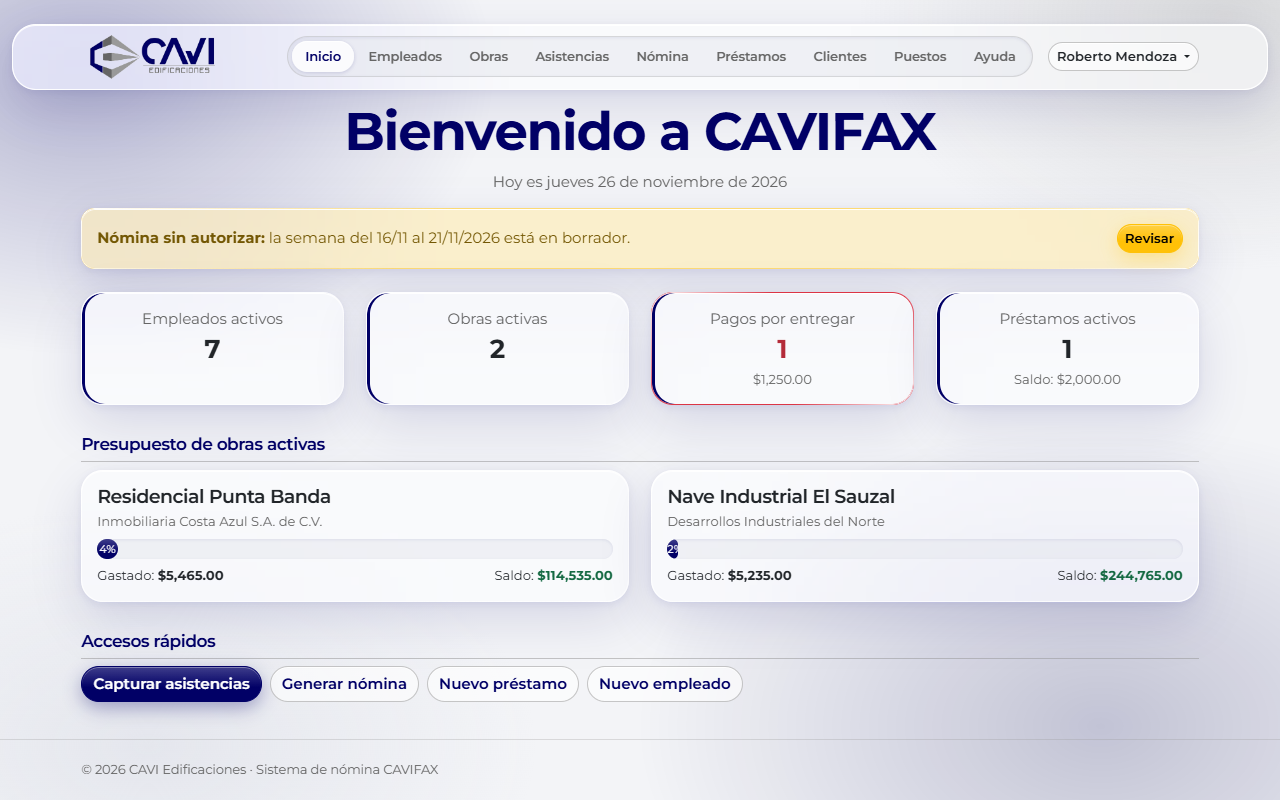 CAVI
EDIFICACIONES
Inicio Empleados Obras Asistencias Nómina Préstamos Clientes Puestos Ayuda
Roberto Mendoza
Bienvenido a CAVIFAX
Hoy es jueves 26 de noviembre de 2026
Nómina sin autorizar: la semana del 16/11 al 21/11/2026 está en borrador.
Revisar
Empleados activos
7
Obras activas
2
Pagos por entregar
1
$1,250.00
Préstamos activos
1
Saldo: $2,000.00
Presupuesto de obras activas
Residencial Punta Banda
Inmobiliaria Costa Azul S.A. de C.V.
4%
Gastado: $5,465.00 Saldo: $114,535.00
Nave Industrial El Sauzal
Desarrollos Industriales del Norte
2%
Gastado: $5,235.00 Saldo: $244,765.00
Accesos rápidos
Capturar asistencias Generar nómina Nuevo préstamo Nuevo empleado
© 2026 CAVI Edificaciones · Sistema de nómina CAVIFAX